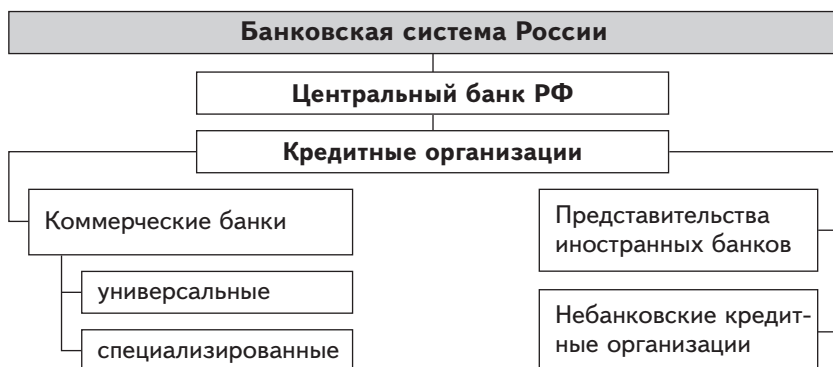 Банковская система России
Центральный банк РФ
Кредитные организации
Коммерческие банки
универсальные
специализированные
Представительства
иностранных банков
Небанковские кредит-
ные организации